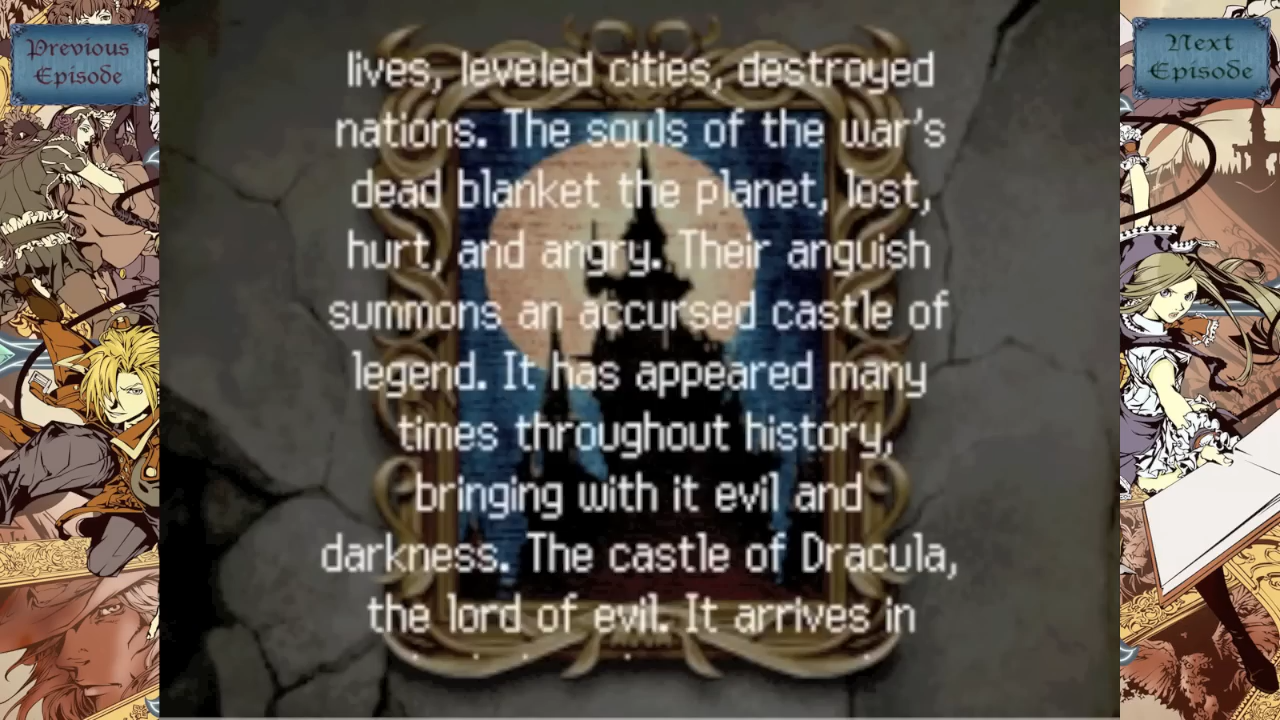 Previous
Episode
Next
Episode
lives, leveled cities, destroyed
nations. The souls of the war's
dead blanket the planet, lost,
hurt, and angry. Their anguish
summons an accursed castle of
legend. It has appeared many
times throughout history,
bringing with it evil and
darkness. The castle of Dracula,
the lord of evil. It arrives in